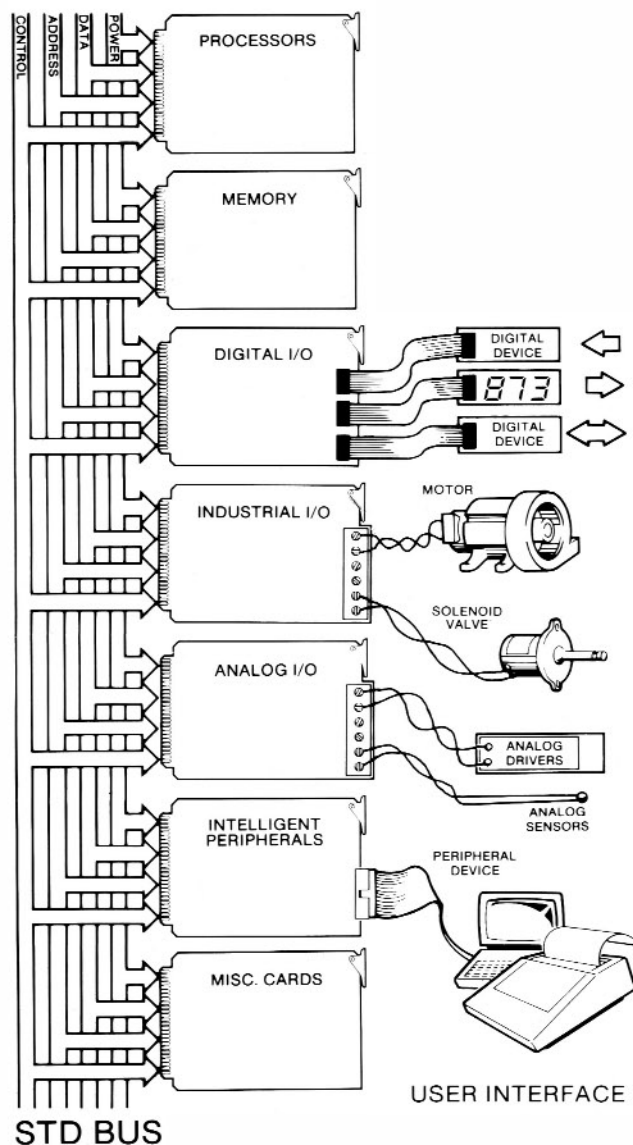 CONTROL
ADDRESS
DATA
POWER
PROCESSORS
MEMORY
DIGITAL I/O
DIGITAL
DEVICE
873
DIGITAL
DEVICE
INDUSTRIAL I/O
MOTOR
SOLENOID
VALVE
ANALOG I/O
ANALOG
DRIVERS
ANALOG
SENSORS
INTELLIGENT
PERIPHERALS
PERIPHERAL
DEVICE
MISC. CARDS
USER INTERFACE
STD BUS